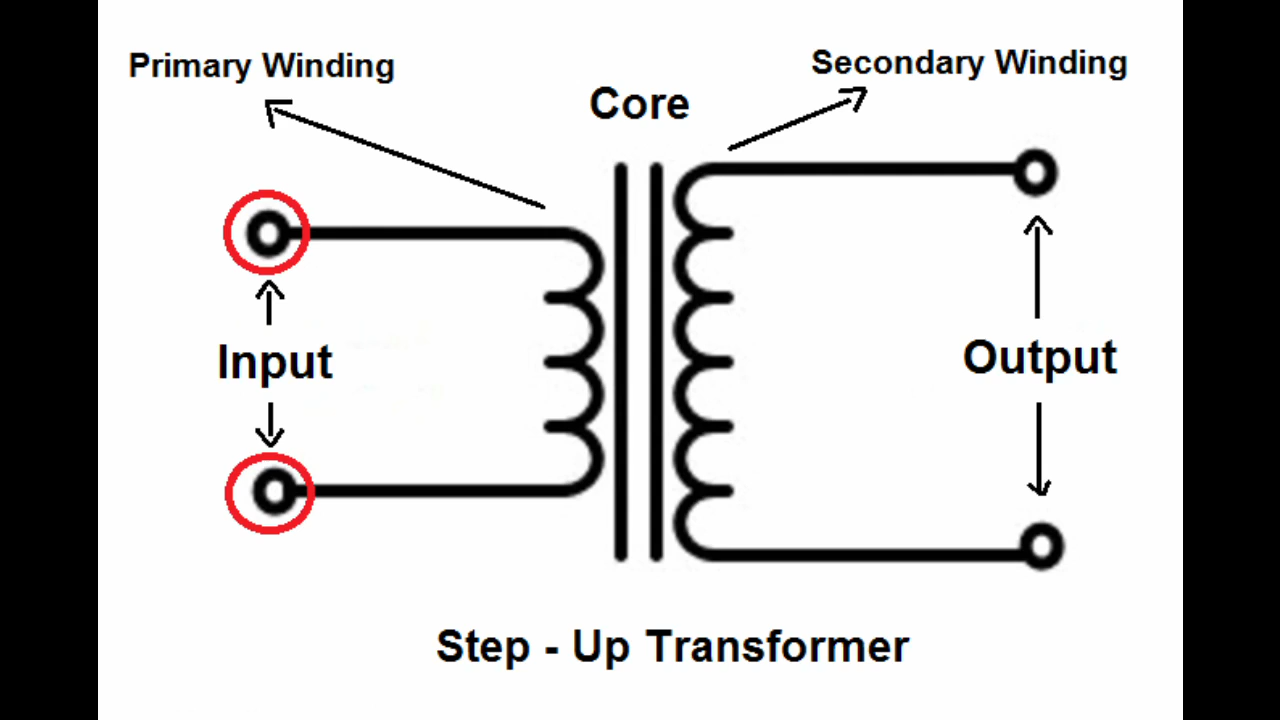 Primary Winding
Secondary Winding
Core
Input
Output
Step - Up Transformer